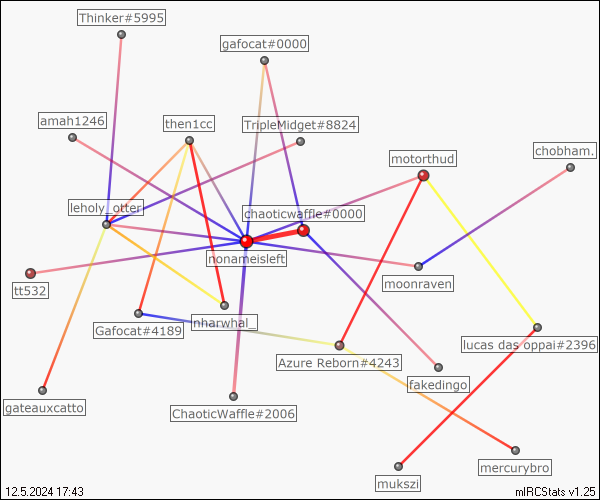 Thinker#5995
gafocat#0000
amah1246
then1cc
TripleMidget#8824
chobham.
motorthud
leholy_otter
chaoticwaffle#0000
nonameisleft
tt532
moonraven
nharwhal_
Gafocat#4189
lucas das oppai#2396
Azure Reborn#4243
fakedingo
gateauxcatto
ChaoticWaffle#2006
mercurybro
mukszi
12.5.2024 17:43
mIRCStats v1.25